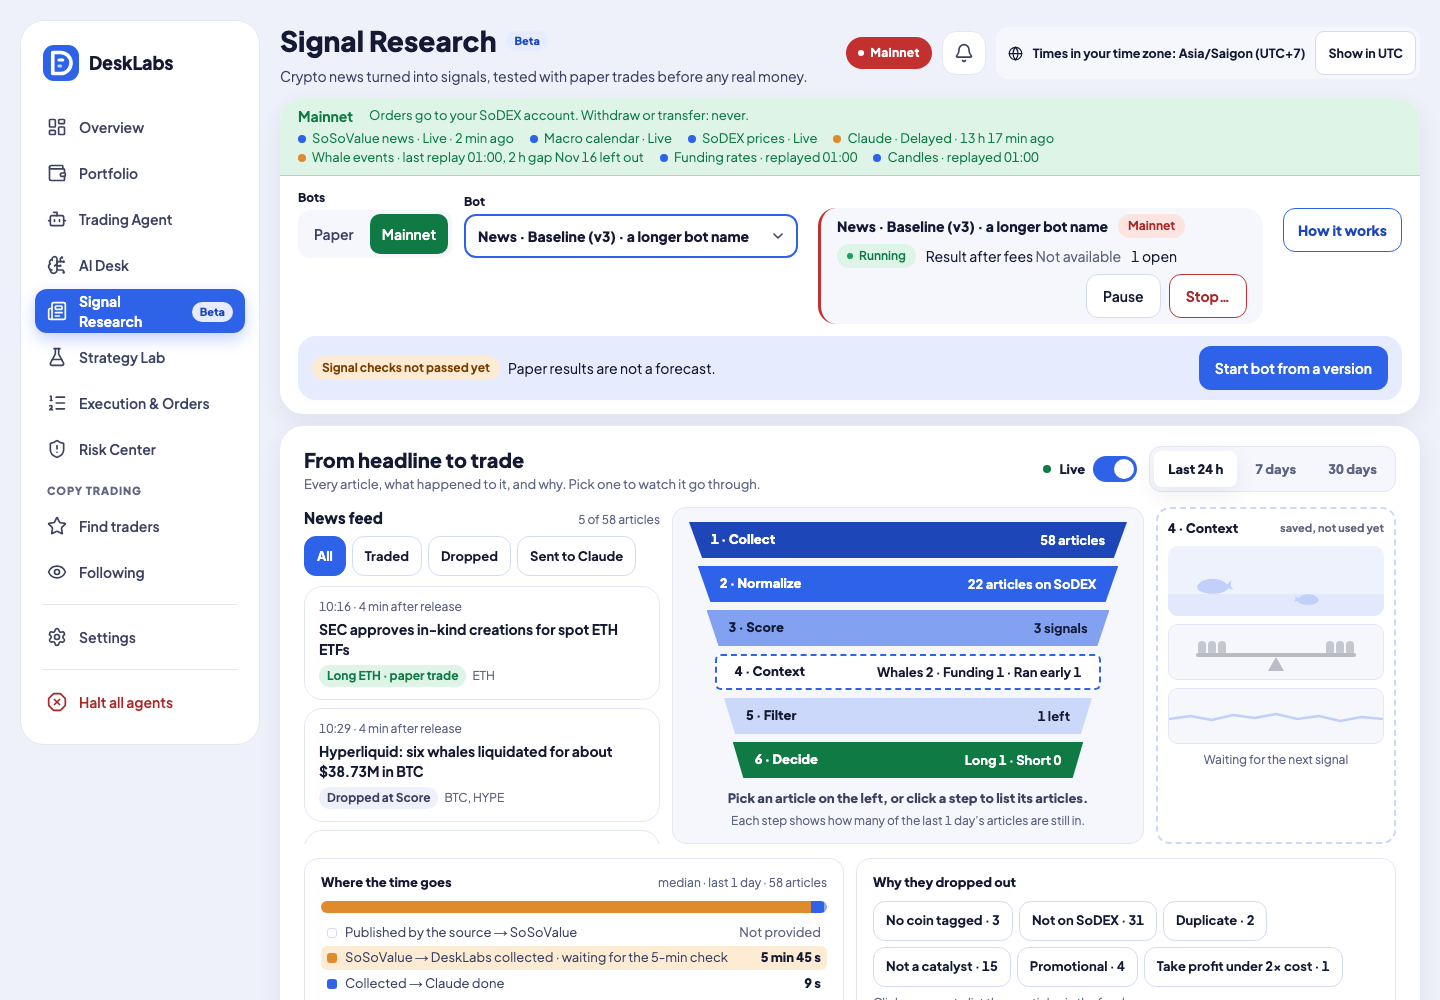 DeskLabs
Overview
Portfolio
Trading Agent
AI Desk
Signal
Research
Beta
Strategy Lab
Execution & Orders
Risk Center
COPY TRADING
Find traders
Following
Settings
Halt all agents
Signal Research Beta
Crypto news turned into signals, tested with paper trades before any real money.
Mainnet
Times in your time zone: Asia/Saigon (UTC+7)
Show in UTC
Mainnet Orders go to your SoDEX account. Withdraw or transfer: never.
SoSoValue news · Live · 2 min ago Macro calendar · Live SoDEX prices · Live Claude · Delayed · 13 h 17 min ago
Whale events · last replay 01:00, 2 h gap Nov 16 left out Funding rates · replayed 01:00 Candles · replayed 01:00
Bots
Paper Mainnet
Bot
News · Baseline (v3) · a longer bot name
News · Baseline (v3) · a longer bot name Mainnet
Running Result after fees Not available 1 open
Pause Stop...
How it works
Signal checks not passed yet Paper results are not a forecast.
Start bot from a version
From headline to trade
Every article, what happened to it, and why. Pick one to watch it go through.
Live
Last 24 h 7 days 30 days
News feed 5 of 58 articles
All Traded Dropped Sent to Claude
10:16 · 4 min after release
SEC approves in-kind creations for spot ETH
ETFs
Long ETH · paper trade ETH
10:29 · 4 min after release
Hyperliquid: six whales liquidated for about
$38.73M in BTC
Dropped at Score BTC, HYPE
1 · Collect 58 articles
2 · Normalize 22 articles on SoDEX
3 · Score 3 signals
4 · Context Whales 2 · Funding 1 · Ran early 1
5 · Filter 1 left
6 · Decide Long 1 · Short 0
Pick an article on the left, or click a step to list its articles.
Each step shows how many of the last 1 day's articles are still in.
4 · Context saved, not used yet
Waiting for the next signal
Where the time goes median · last 1 day · 58 articles
Published by the source → SoSoValue Not provided
SoSoValue → DeskLabs collected · waiting for the 5-min check 5 min 45 s
Collected → Claude done 9 s
Why they dropped out
No coin tagged · 3 Not on SoDEX · 31 Duplicate · 2
Not a catalyst · 15 Promotional · 4 Take profit under 2× cost · 1